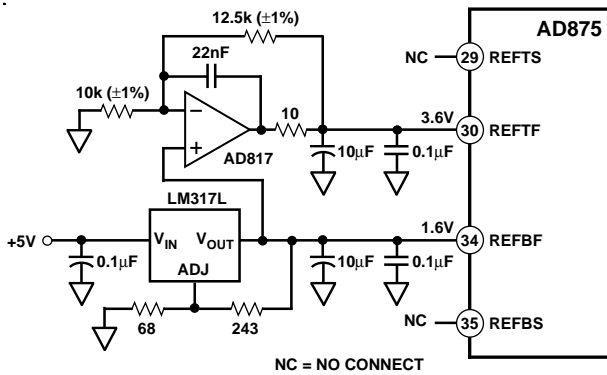 12.5k (±1%)
AD875
22nF
NC
29
REFTS
10k (±1%)
10
3.6V
30
REFTF
AD817
10µF
0.1µF
LM317L
+5V
VIN
VOUT
1.6V
34
REFBF
0.1µF
ADJ
10µF
0.1µF
68
243
NC
35
REFBS
NC = NO CONNECT